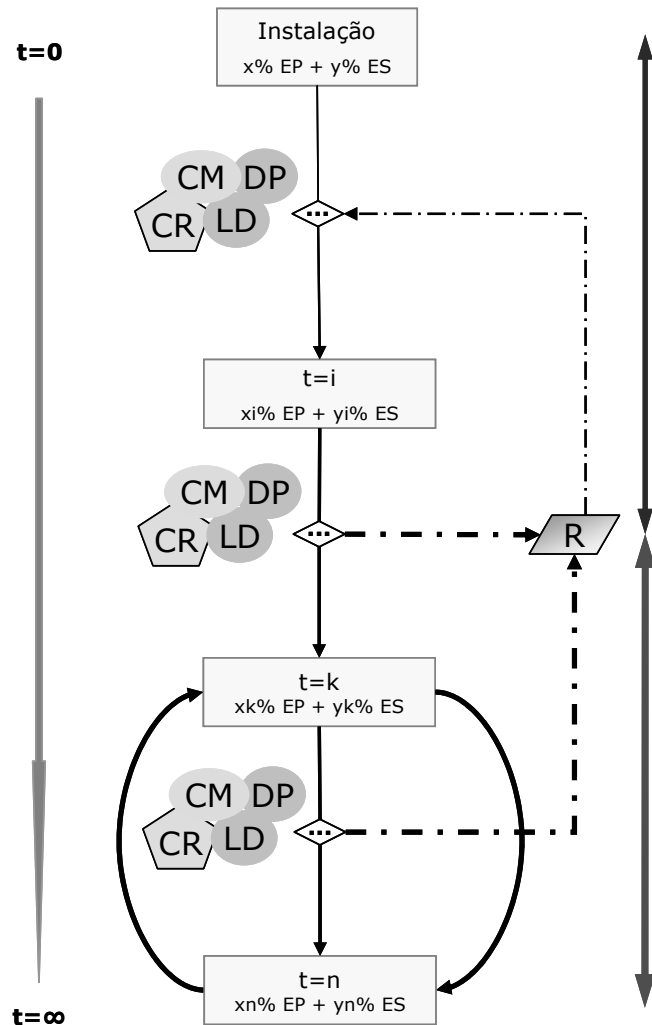 Instalação
x% EP + y% ES
t=0
CM DP
CR LD
...
t=i
xi% EP + yi% ES
CM DP
CR LD
...
R
t=k
xk% EP + yk% ES
CM DP
CR LD
...
t=n
xn% EP + yn% ES
t=∞